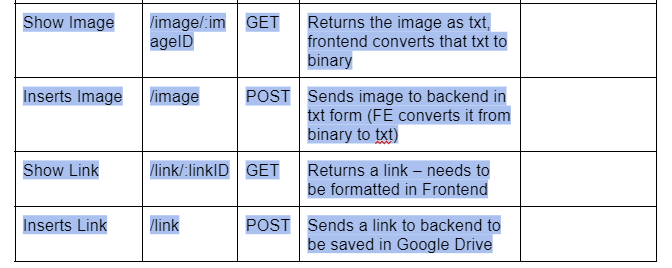 Show Image
/image/:im
ageID
GET
Returns the image as txt,
frontend converts that txt to
binary
Inserts Image
/image
POST
Sends image to backend in
txt form (FE converts it from
binary to txt)
Show Link
/link/:linkID
GET
Returns a link – needs to
be formatted in Frontend
Inserts Link
/link
POST
Sends a link to backend to
be saved in Google Drive